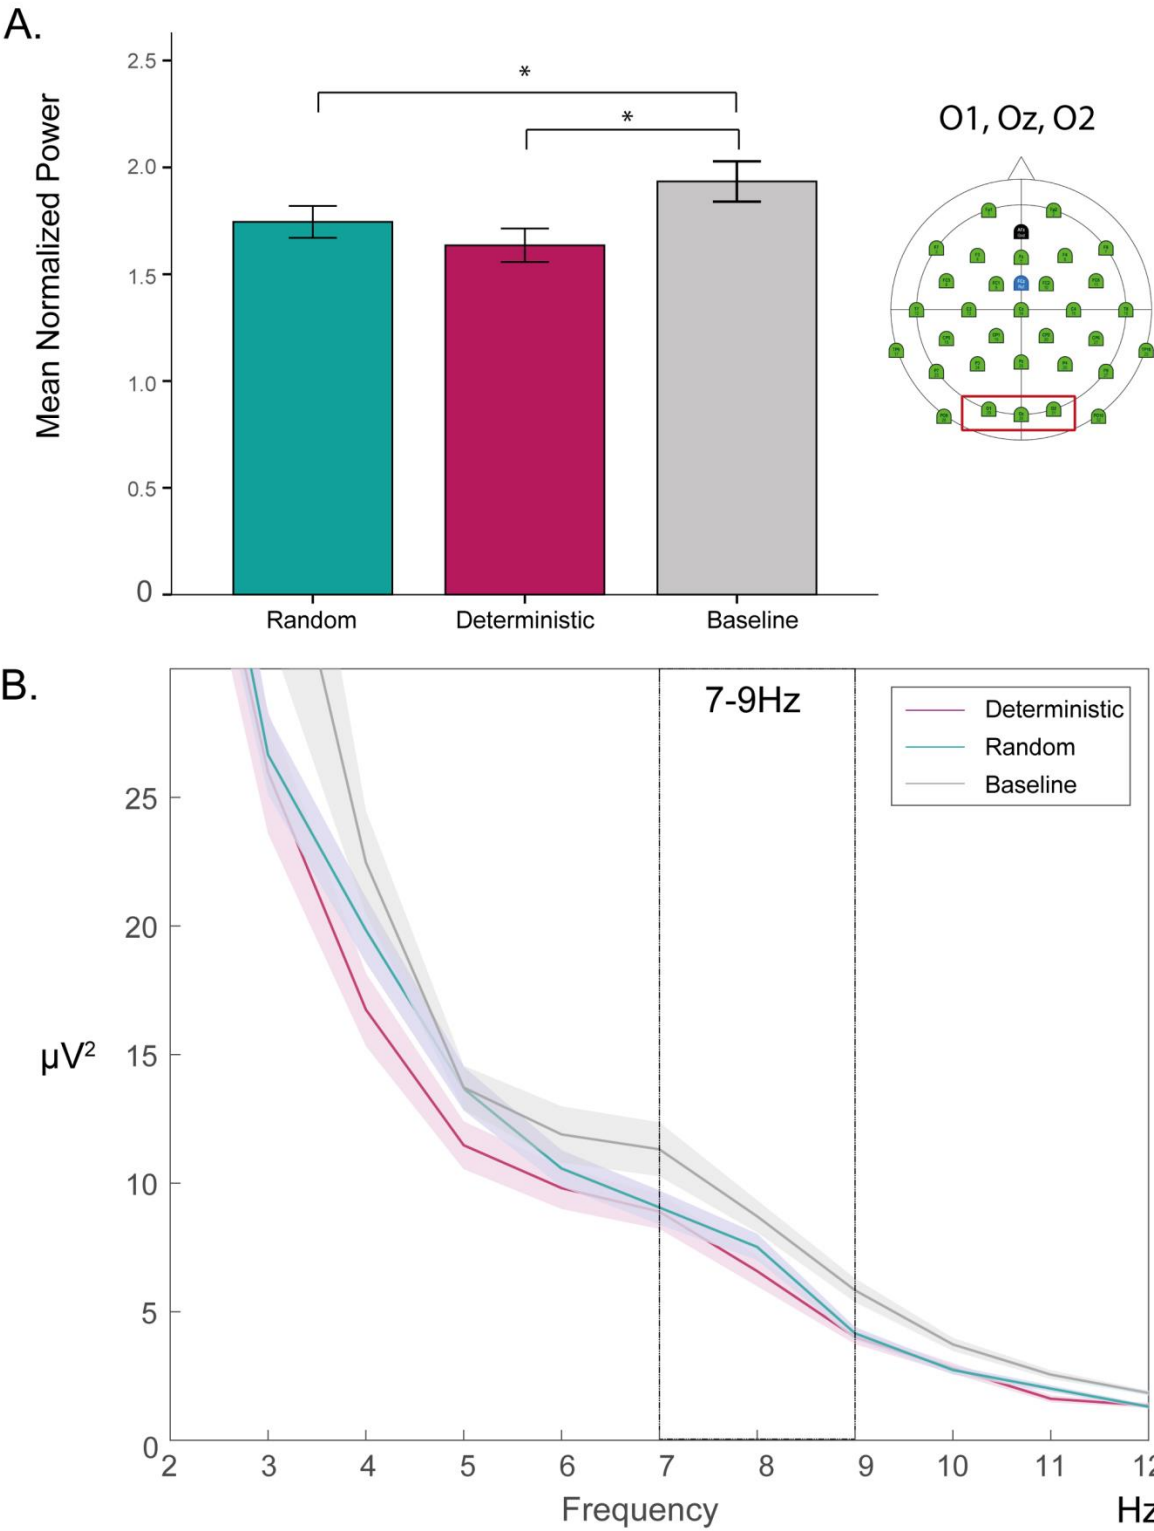 A.
Mean Normalized Power
2.5
2.0
1.5
1.0
0.5
0
*
*
Random
Deterministic
Baseline
O1, Oz, O2
B.
7-9Hz
Deterministic
Random
Baseline
µV²
25
20
15
10
5
0
2 3 4 5 6 7 8 9 10 11 12
Frequency
Hz